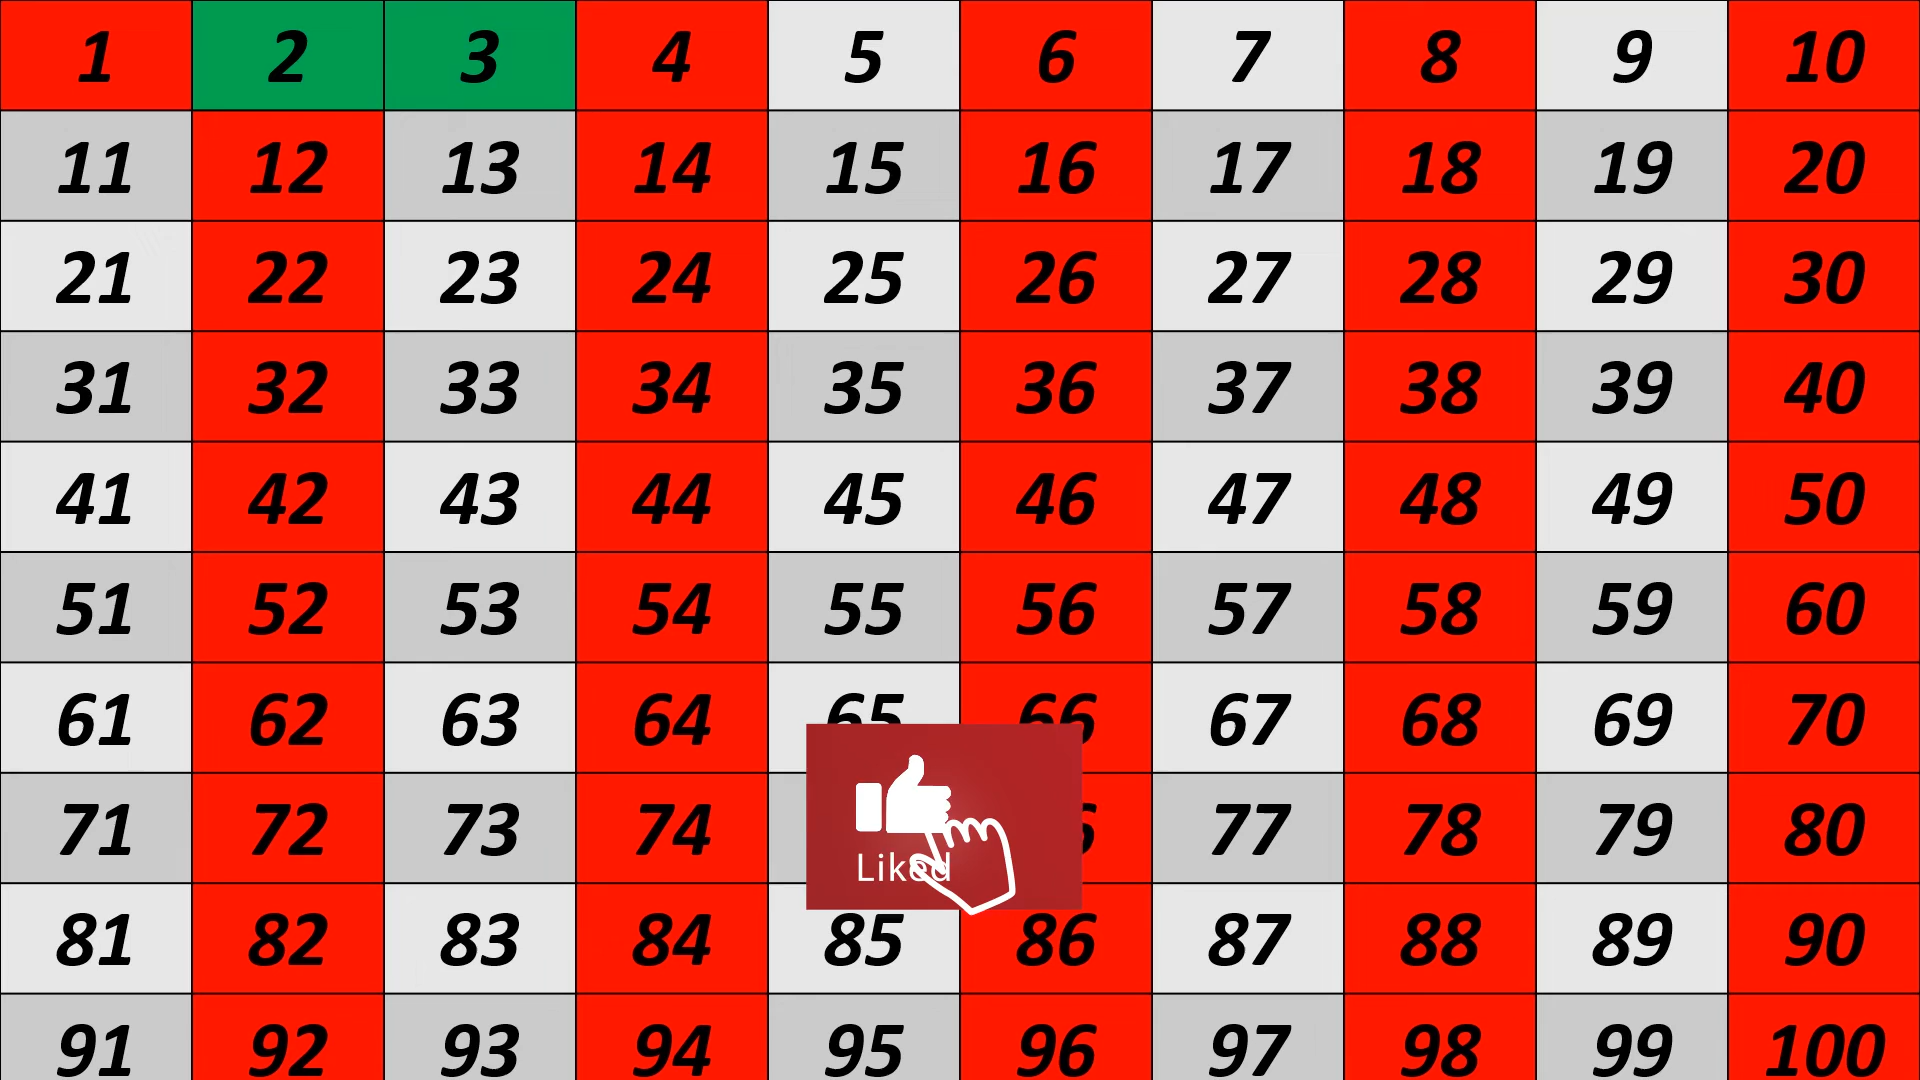 1 2 3 4 5 6 7 8 9 10
11 12 13 14 15 16 17 18 19 20
21 22 23 24 25 26 27 28 29 30
31 32 33 34 35 36 37 38 39 40
41 42 43 44 45 46 47 48 49 50
51 52 53 54 55 56 57 58 59 60
61 62 63 64 65 66 67 68 69 70
71 72 73 74 77 78 79 80
Liked
81 82 83 84 85 86 87 88 89 90
91 92 93 94 95 96 97 98 99 100